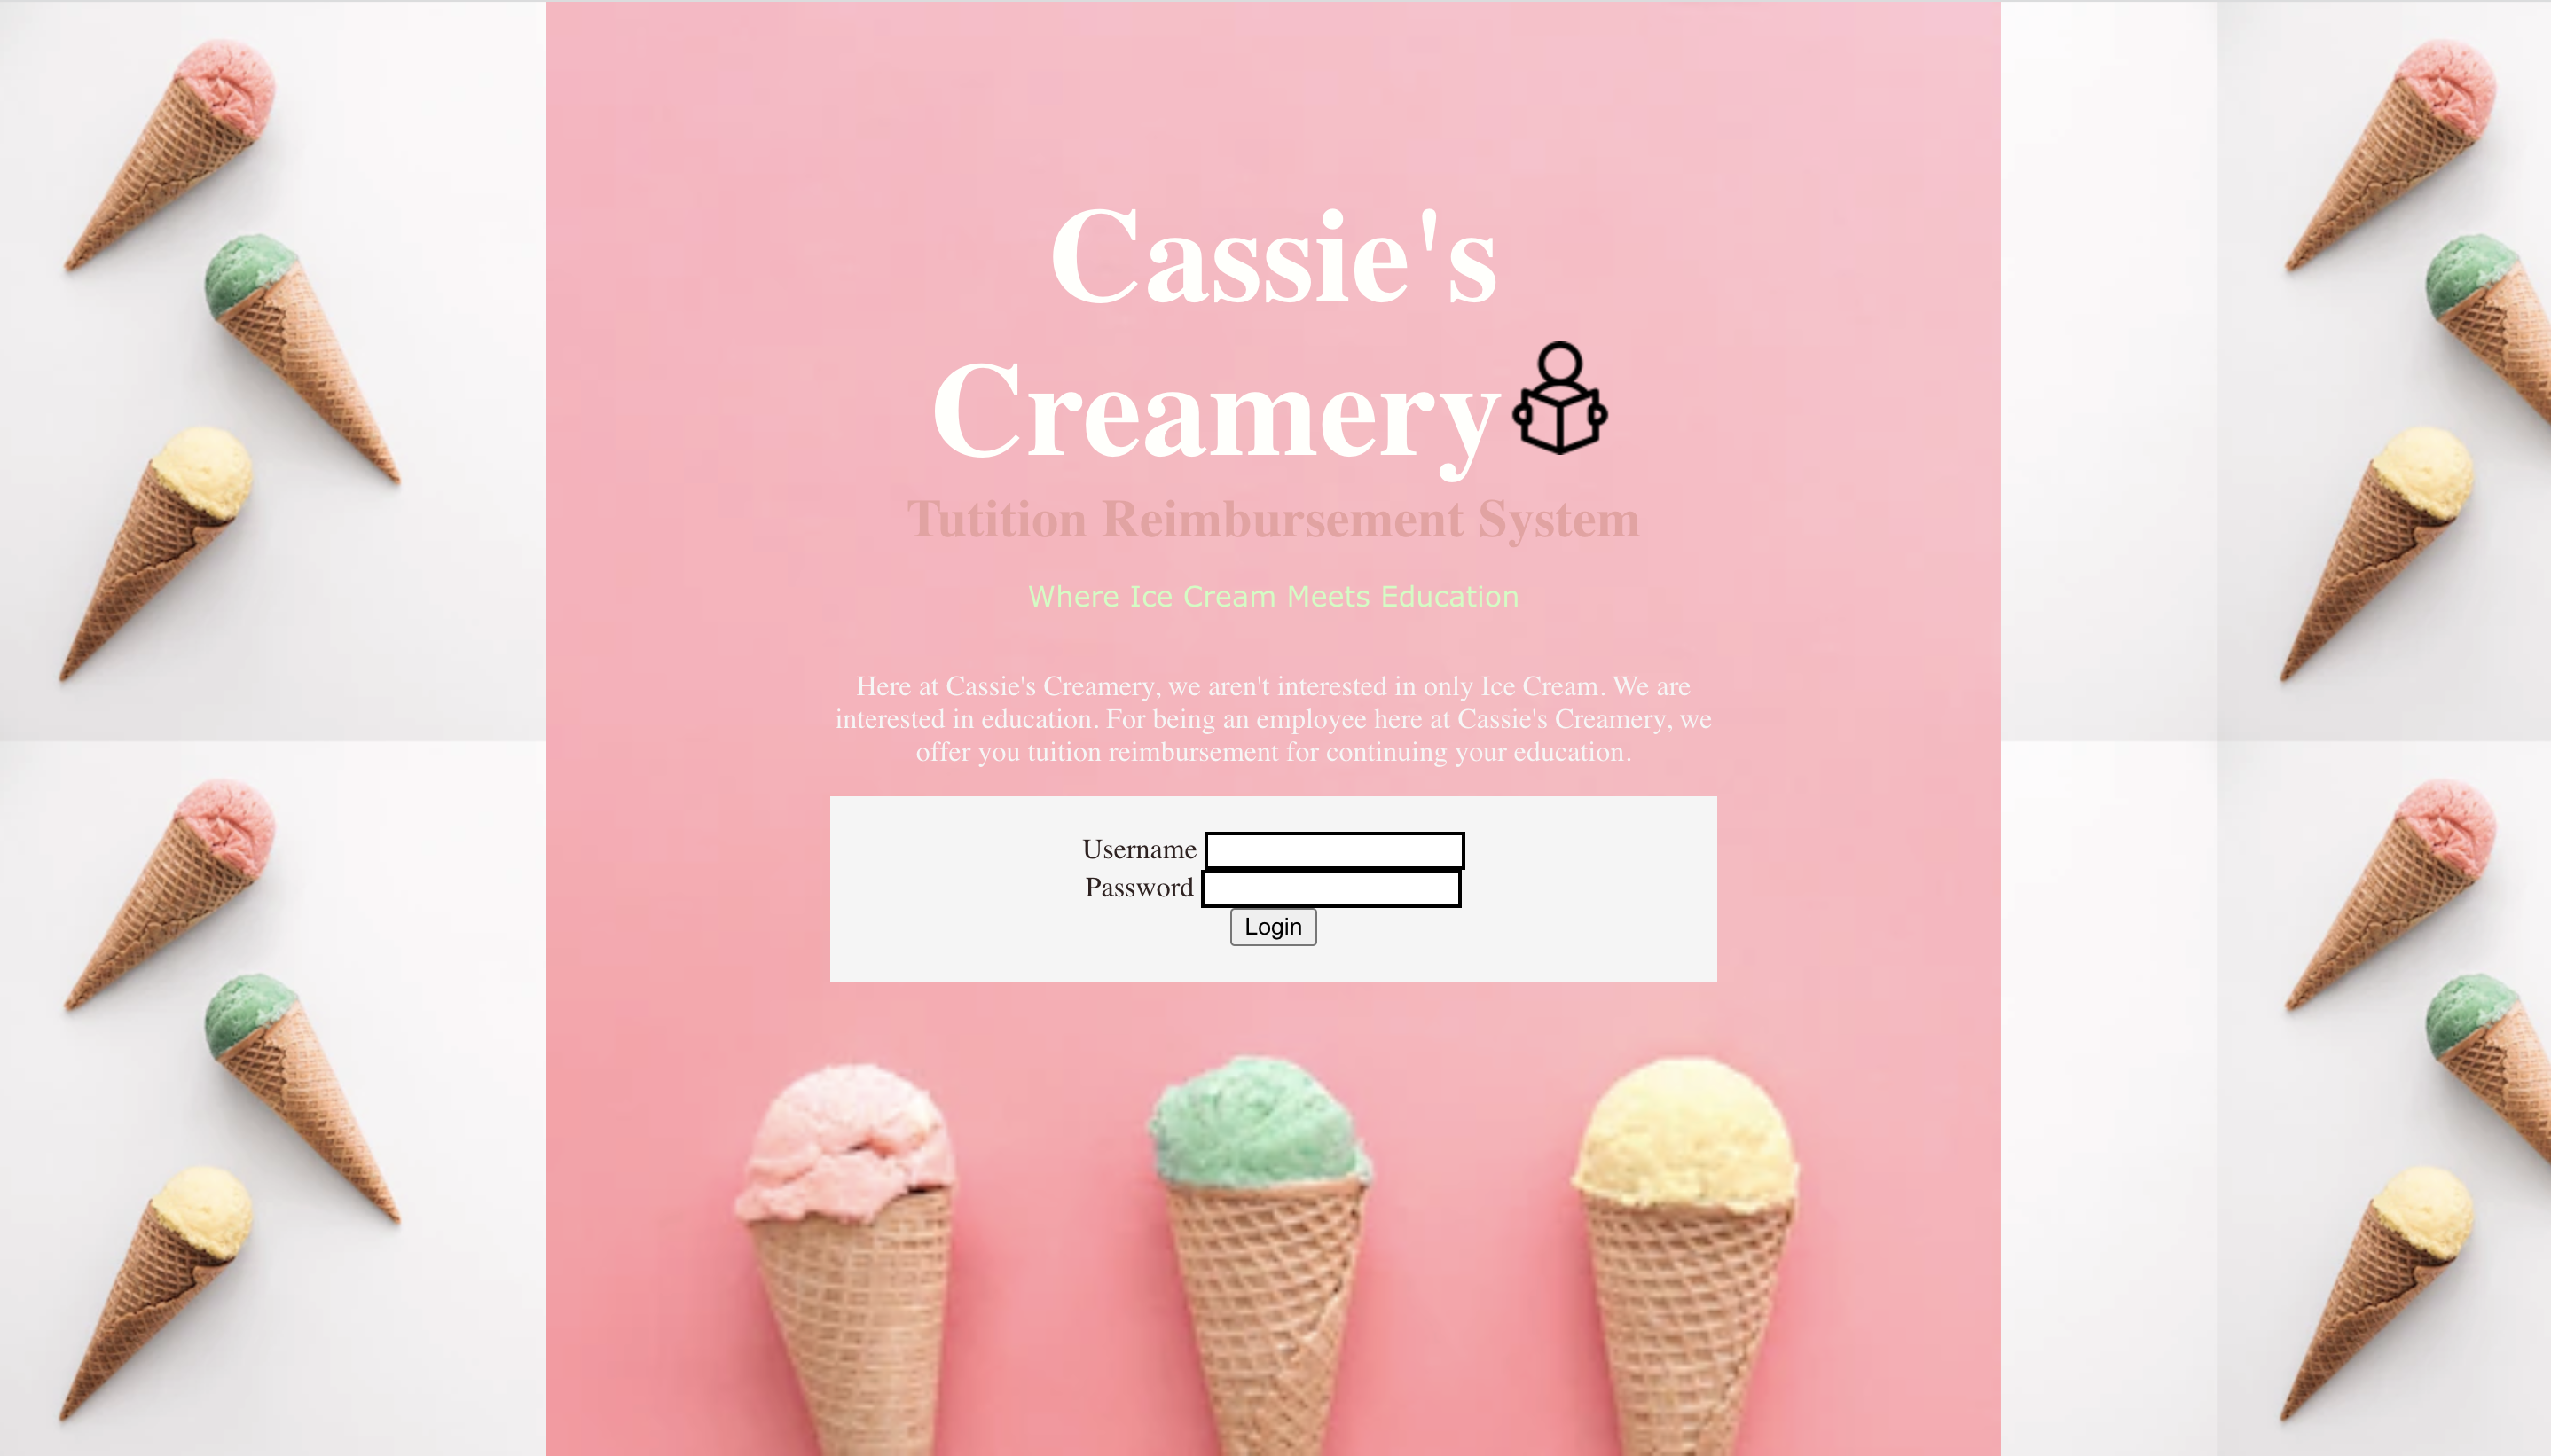 Cassie's
Creamery
Tutition Reimbursement System
Where Ice Cream Meets Education
Here at Cassie's Creamery, we aren't interested in only Ice Cream. We are
interested in education. For being an employee here at Cassie's Creamery, we
offer you tuition reimbursement for continuing your education.
Username
Password
Login